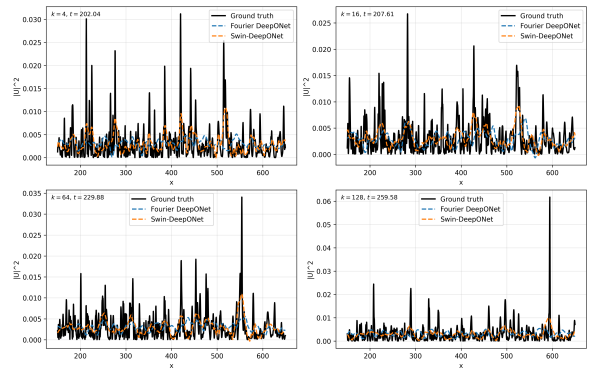 k = 4, t = 202.04
Ground truth
Fourier DeepONet
Swin-DeepONet
|U|^2
0.030
0.025
0.020
0.015
0.010
0.005
0.000
200 300 400 500 600
x
k = 16, t = 207.61
Ground truth
Fourier DeepONet
Swin-DeepONet
|U|^2
0.025
0.020
0.015
0.010
0.005
0.000
200 300 400 500 600
x
k = 64, t = 229.88
Ground truth
Fourier DeepONet
Swin-DeepONet
|U|^2
0.035
0.030
0.025
0.020
0.015
0.010
0.005
0.000
200 300 400 500 600
x
k = 128, t = 259.58
Ground truth
Fourier DeepONet
Swin-DeepONet
|U|^2
0.06
0.05
0.04
0.03
0.02
0.01
0.00
200 300 400 500 600
x